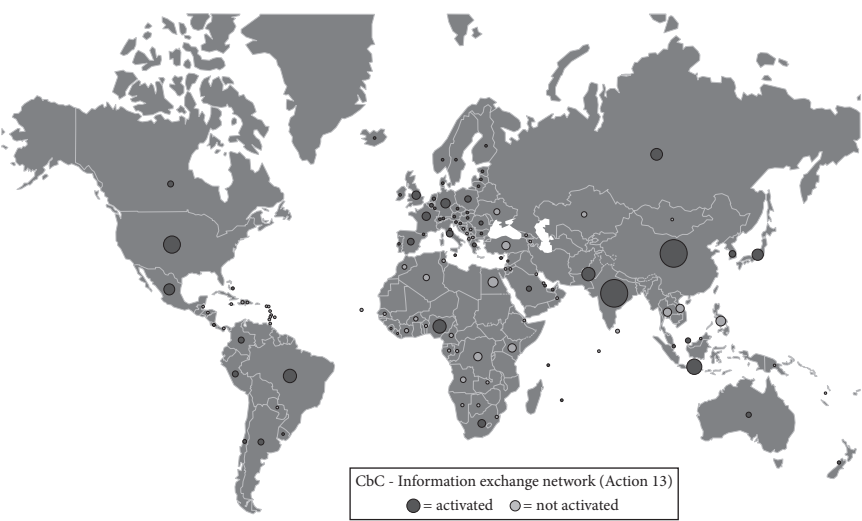 CbC - Information exchange network (Action 13)
= activated = not activated